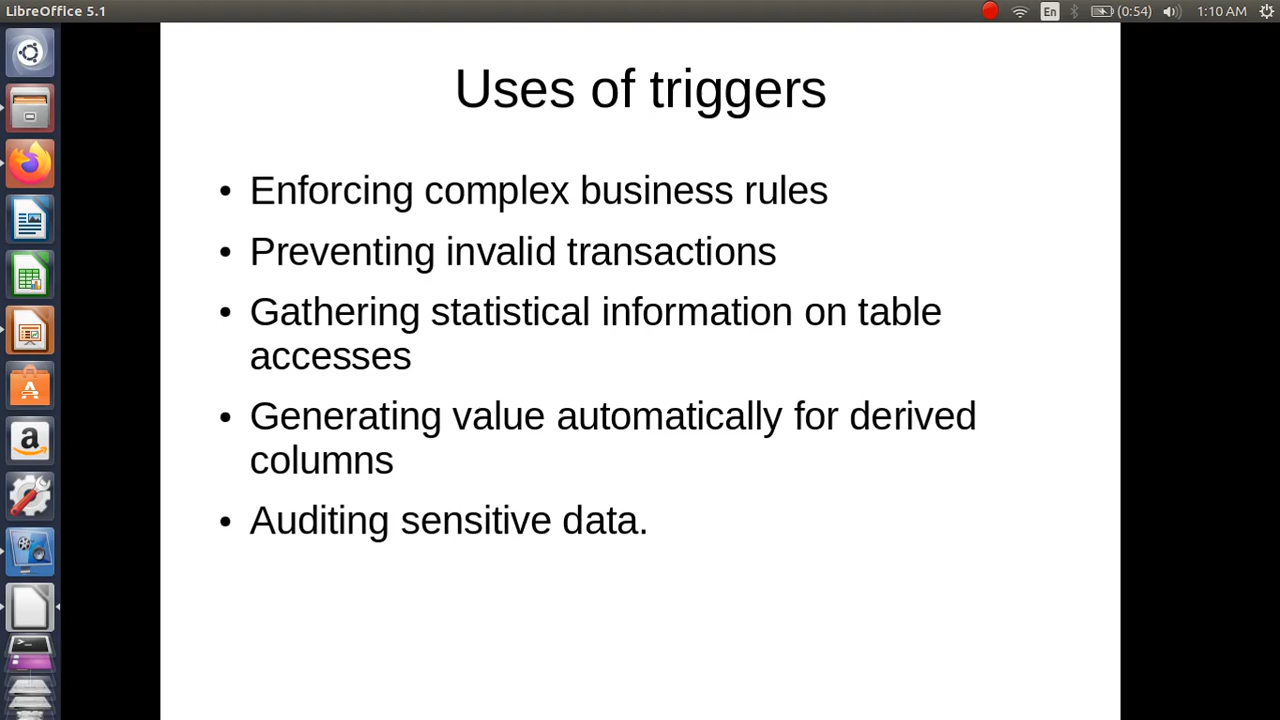 LibreOffice 5.1
En
(0:54)
1:10 AM
Uses of triggers
• Enforcing complex business rules
• Preventing invalid transactions
• Gathering statistical information on table
accesses
• Generating value automatically for derived
columns
• Auditing sensitive data.